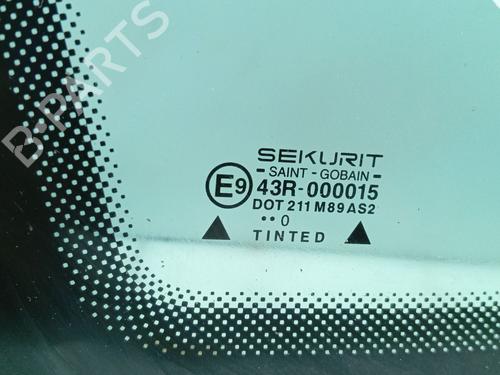 B-PARTS
SEKURIT
- SAINT - GOBAIN -
E9 43R-000015
DOT 211 M89 AS2
••0
TINTED